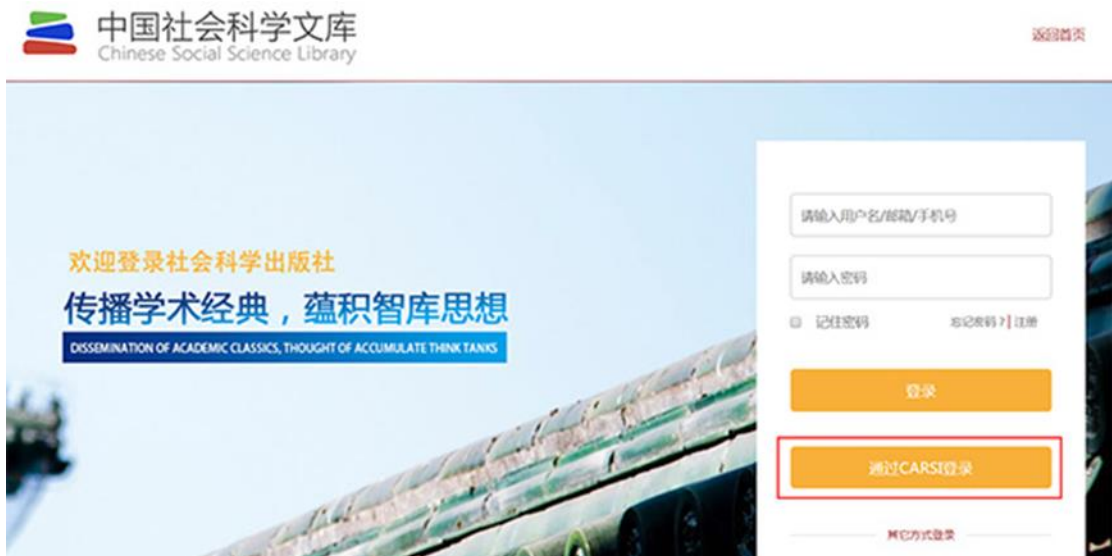 中国社会科学文库
Chinese Social Science Library
返回首页
请输入用户名/邮箱/手机号
欢迎登录社会科学出版社
请输入密码
传播学术经典，蕴积智库思想
记住密码
忘记密码？| 注册
DISSEMINATION OF ACADEMIC CLASSICS, THOUGHT OF ACCUMULATE THINK TANKS
登录
通过CARSI登录
其它方式登录